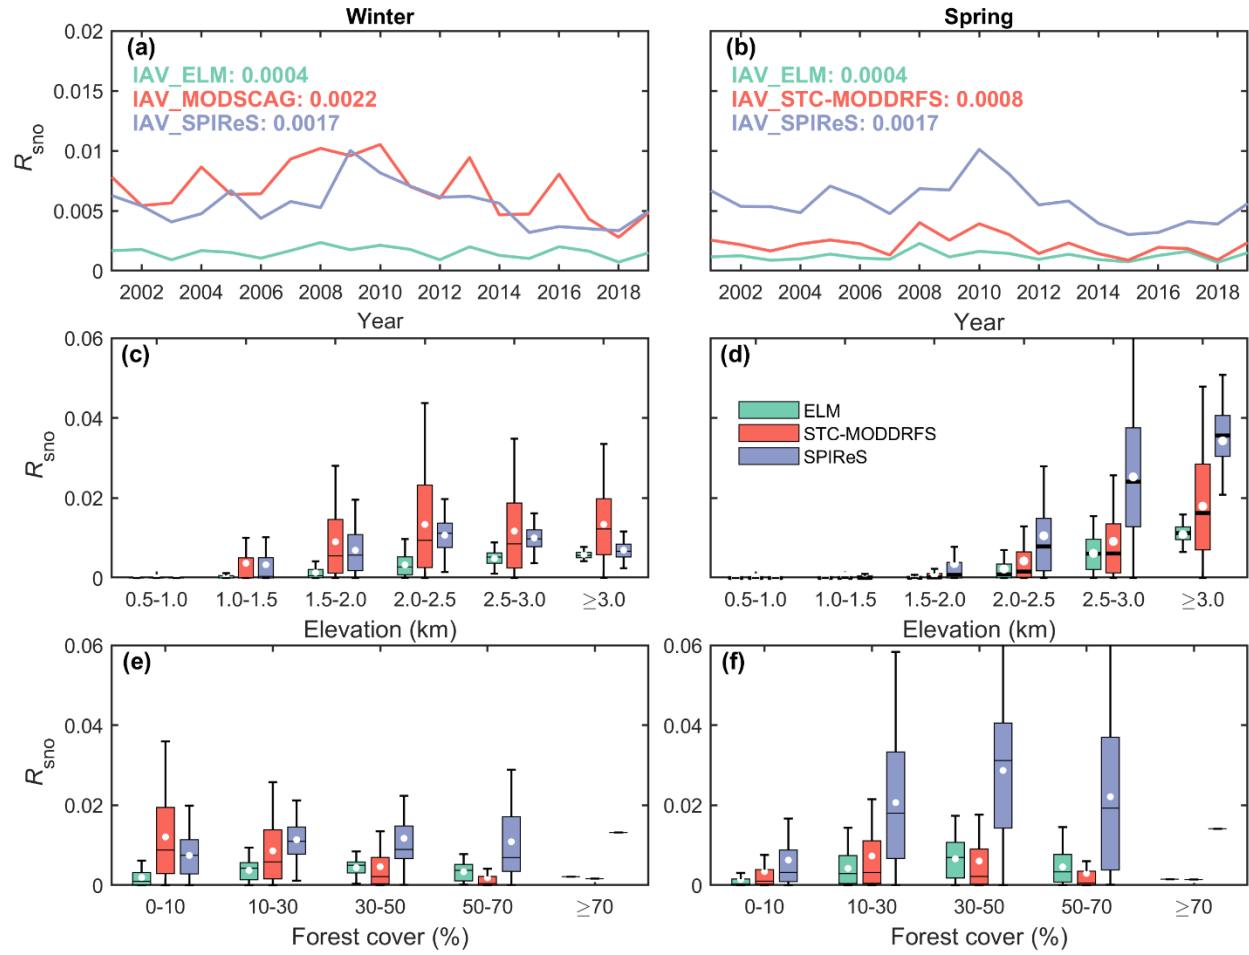 Winter
Spring
(a)
IAV_ELM: 0.0004
IAV_MODSCAG: 0.0022
IAV_SPIReS: 0.0017
0.02
0.015
0.01
0.005
0
R_sno
2002 2004 2006 2008 2010 2012 2014 2016 2018
Year
(b)
IAV_ELM: 0.0004
IAV_STC-MODDRFS: 0.0008
IAV_SPIReS: 0.0017
2002 2004 2006 2008 2010 2012 2014 2016 2018
Year
(c)
0.06
0.04
0.02
0
R_sno
0.5-1.0 1.0-1.5 1.5-2.0 2.0-2.5 2.5-3.0 ≥3.0
Elevation (km)
(d)
ELM
STC-MODDRFS
SPIReS
0.5-1.0 1.0-1.5 1.5-2.0 2.0-2.5 2.5-3.0 ≥3.0
Elevation (km)
(e)
0.06
0.04
0.02
0
R_sno
0-10 10-30 30-50 50-70 ≥70
Forest cover (%)
(f)
0.06
0.04
0.02
0
0-10 10-30 30-50 50-70 ≥70
Forest cover (%)